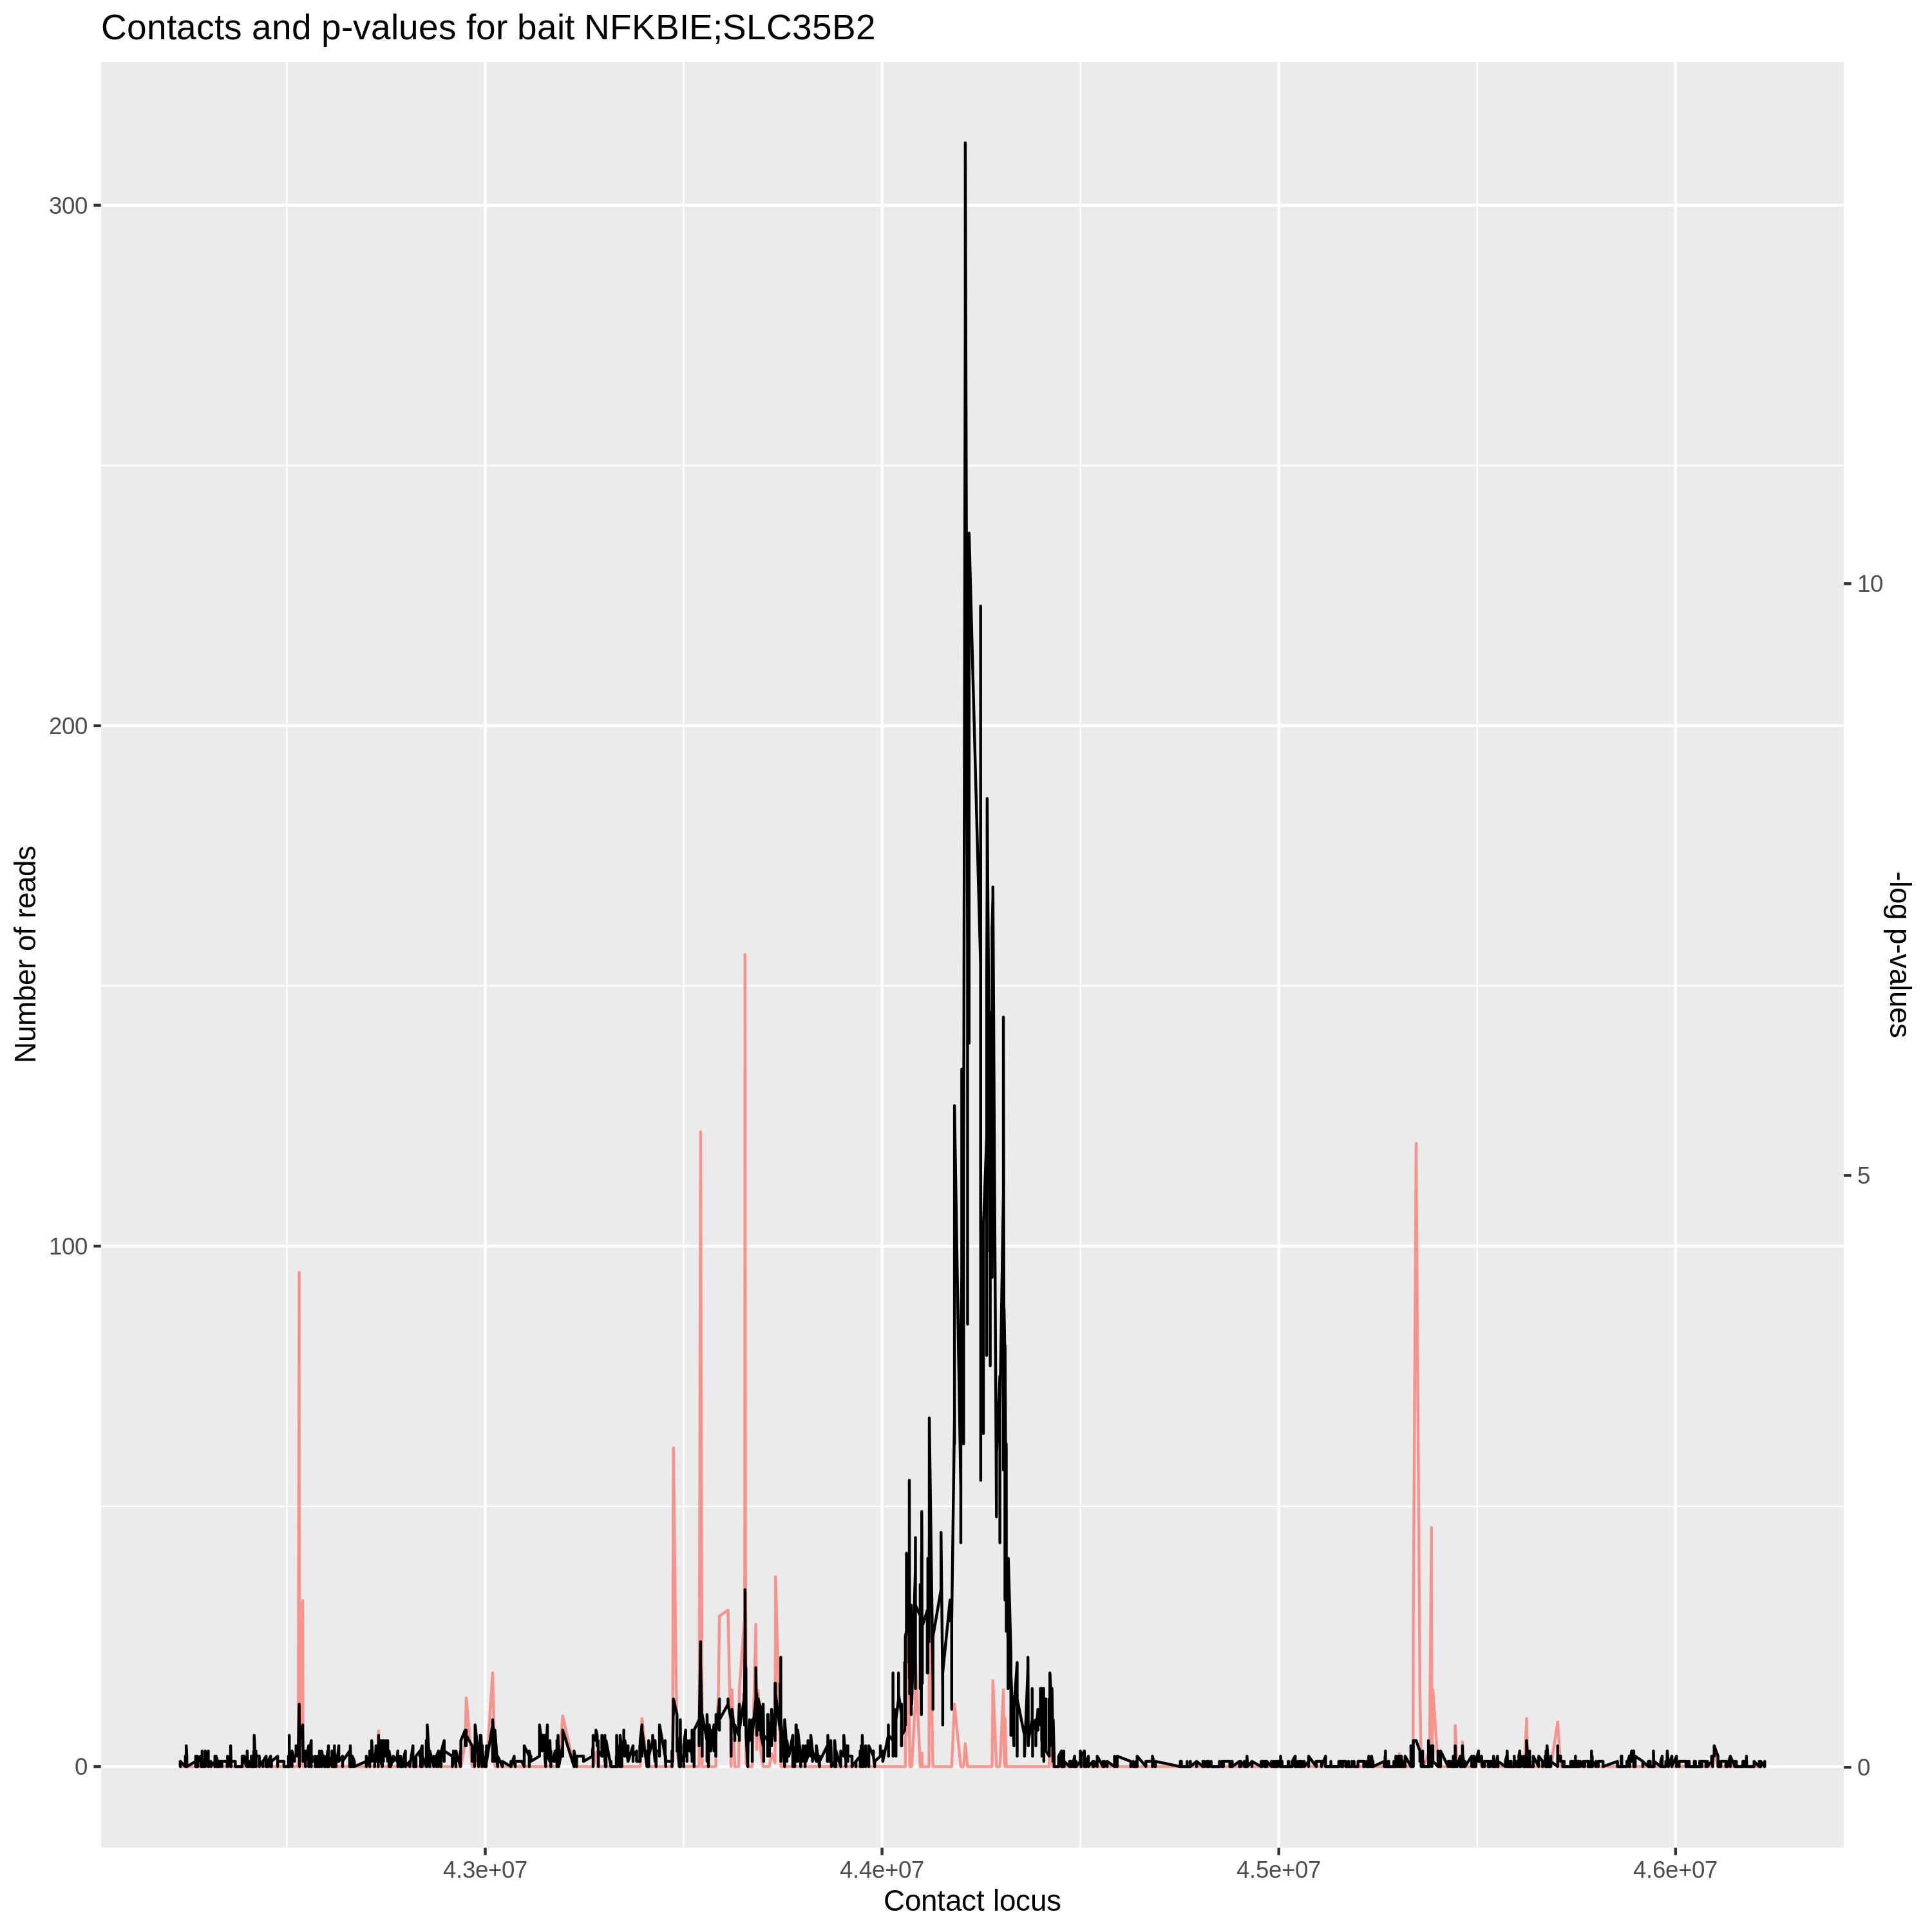 Contacts and p-values for bait NFKBIE;SLC35B2
300
200
100
0
Number of reads
10
5
0
-log p-values
4.3e+07
4.4e+07
4.5e+07
4.6e+07
Contact locus